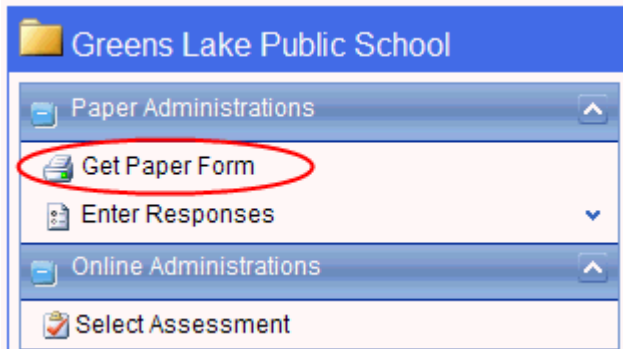 Greens Lake Public School
Paper Administrations
Get Paper Form
Enter Responses
Online Administrations
Select Assessment